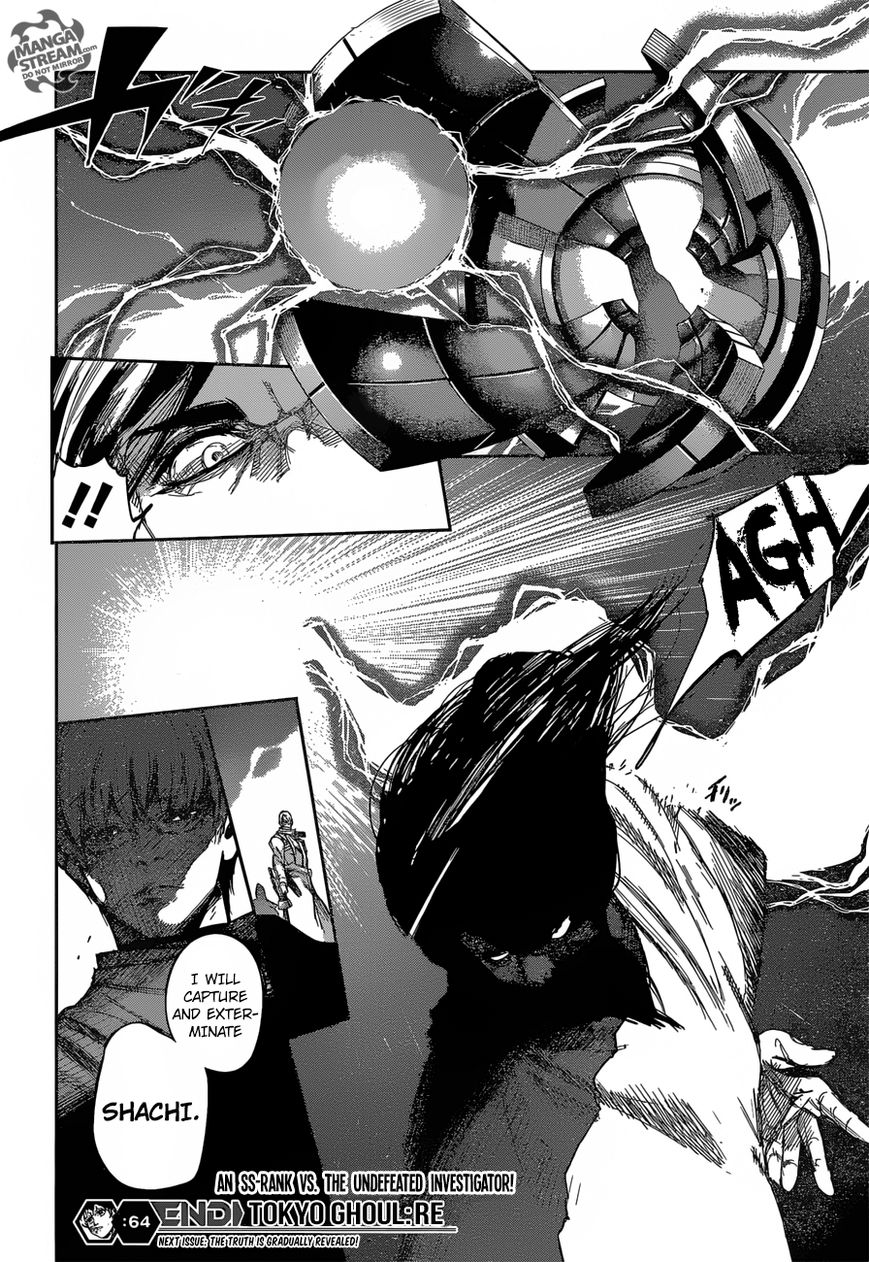 MANGA
STREAM.com
DO NOT MIRROR
!!
AGH
I WILL
CAPTURE
AND EXTER-
MINATE
SHACHI.
AN SS-RANK VS. THE UNDEFEATED INVESTIGATOR!
:64
END
TOKYO GHOUL:RE
NEXT ISSUE: THE TRUTH IS GRADUALLY REVEALED!